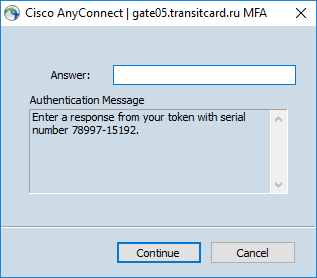 Cisco AnyConnect | gate05.transitcard.ru MFA
Answer:
Authentication Message
Enter a response from your token with serial
number 78997-15192.
Continue Cancel